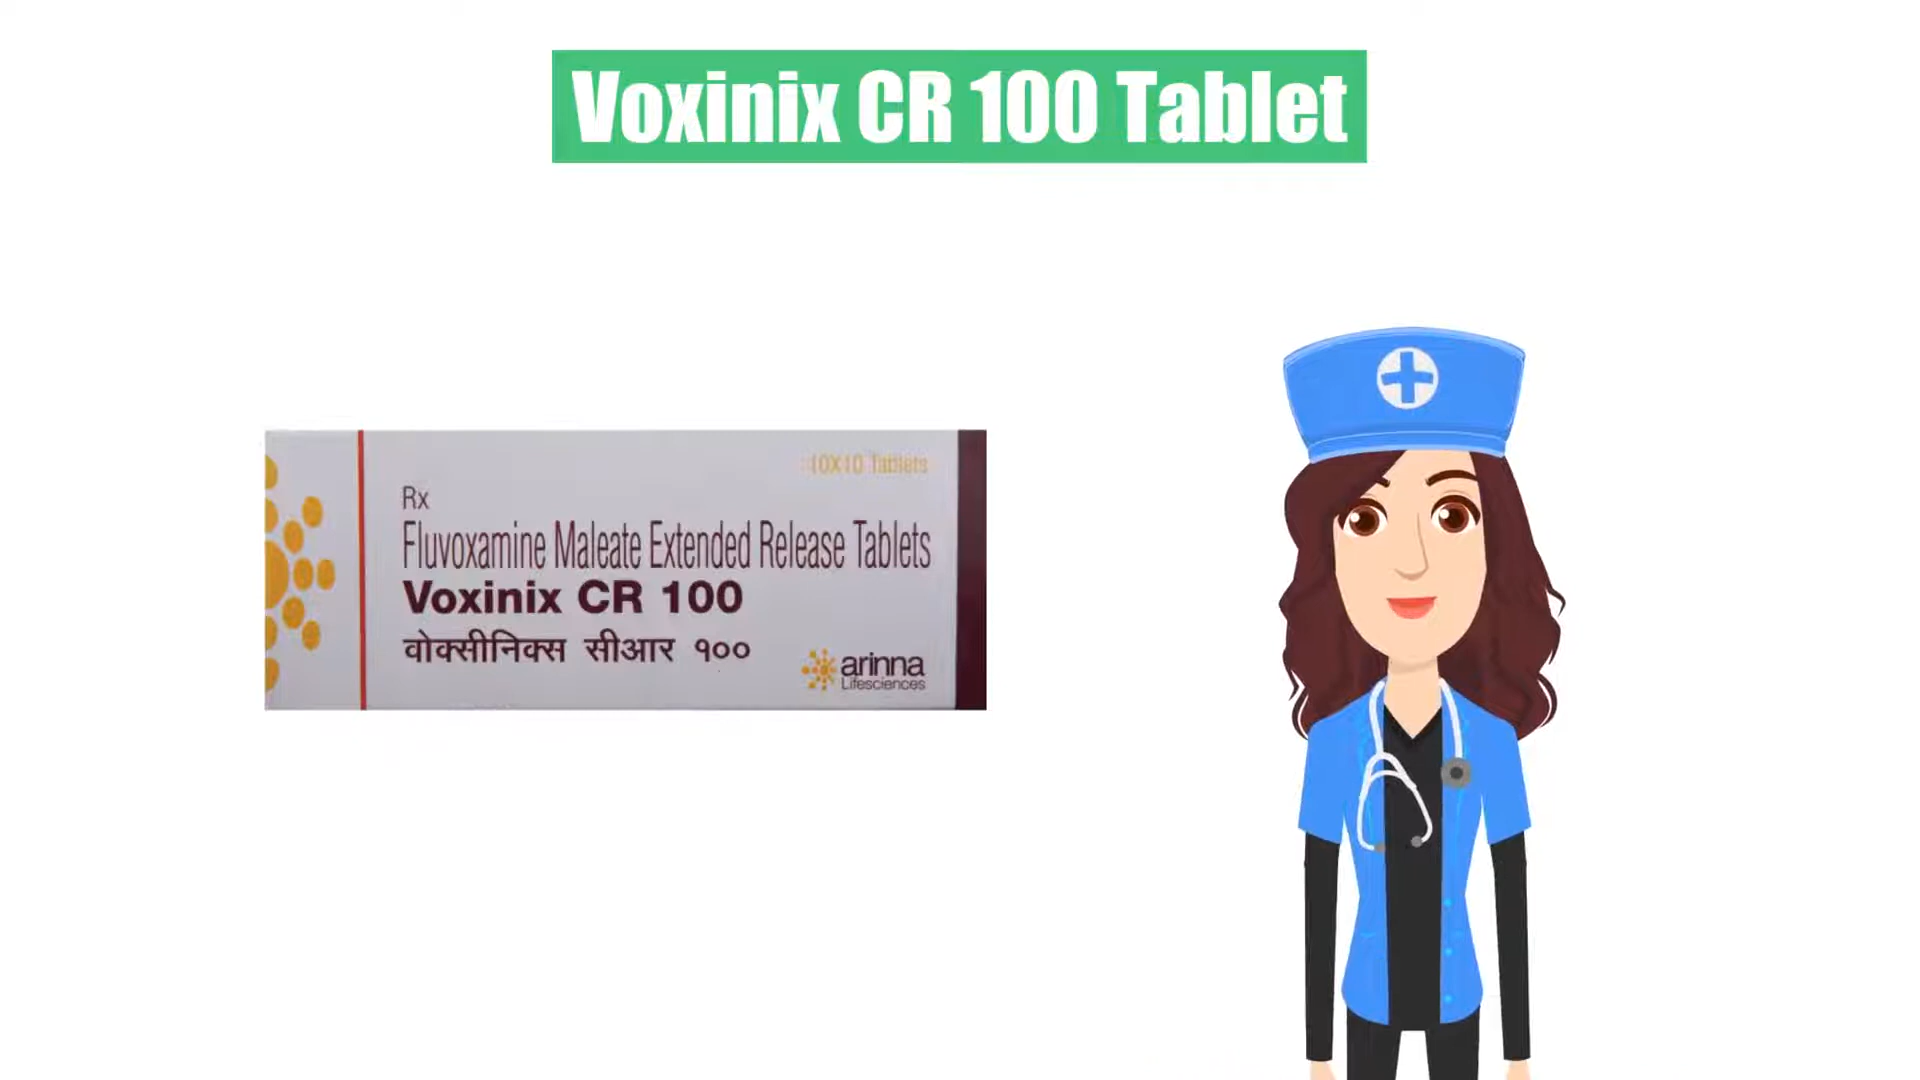 Voxinix CR 100 Tablet
10X10 Tablets
Rx
Fluvoxamine Maleate Extended Release Tablets
Voxinix CR 100
वोक्सीनिक्स सीआर १००
arinna
Lifesciences